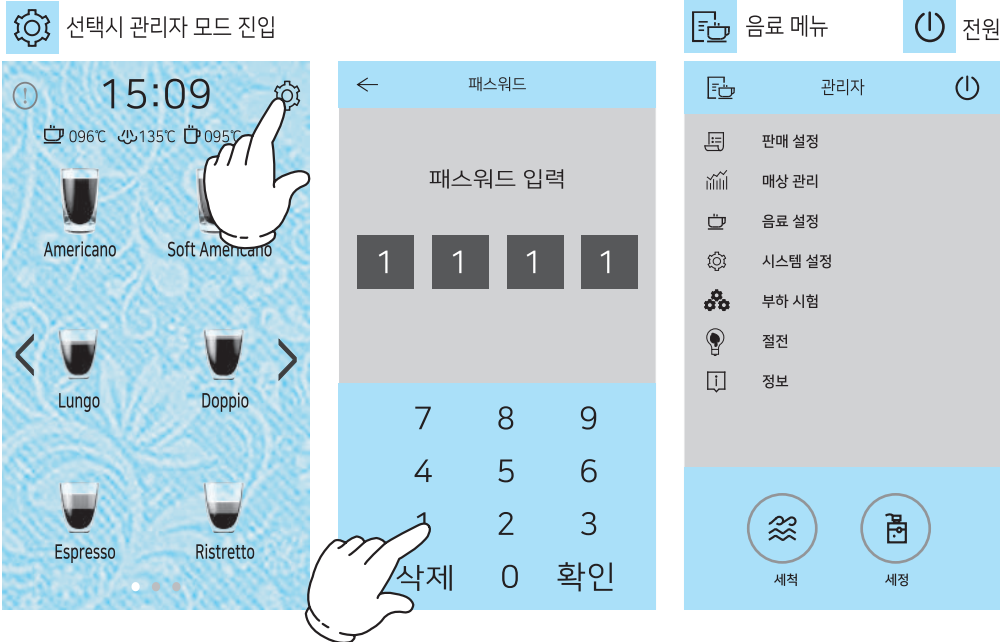 선택시 관리자 모드 진입
음료 메뉴
전원
15:09
096℃ 135℃ 095℃
Americano
Soft Americano
Lungo
Doppio
Espresso
Ristretto
패스워드
패스워드 입력
1 1 1 1
7 8 9
4 5 6
1 2 3
삭제 0 확인
관리자
판매 설정
매상 관리
음료 설정
시스템 설정
부하 시험
절전
정보
세척
세정